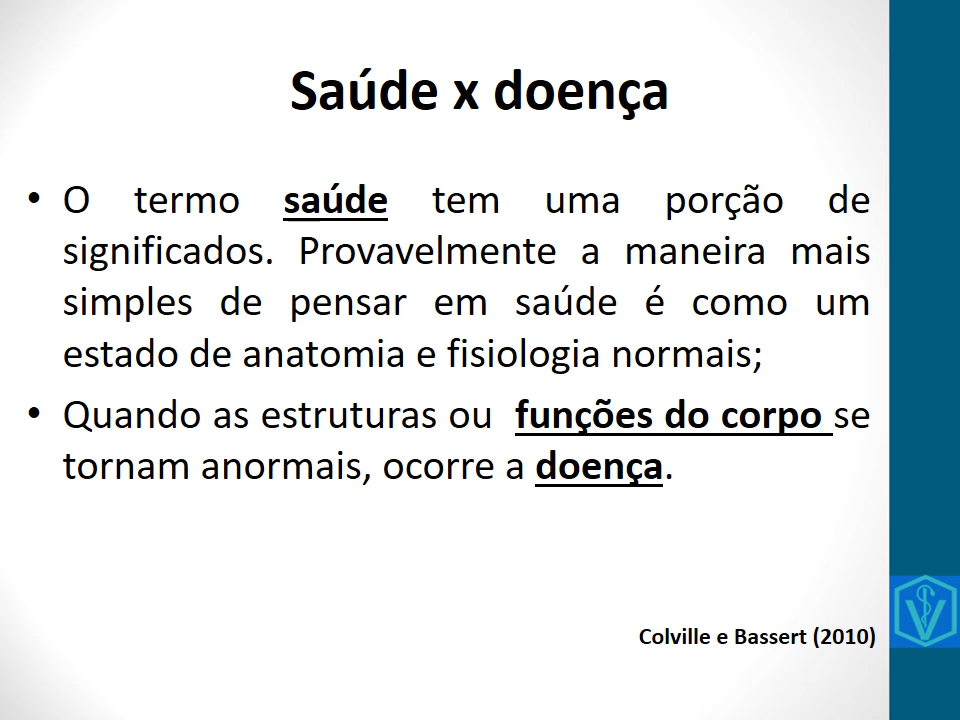 Saúde x doença
• O termo saúde tem uma porção de
significados. Provavelmente a maneira mais
simples de pensar em saúde é como um
estado de anatomia e fisiologia normais;
• Quando as estruturas ou funções do corpo se
tornam anormais, ocorre a doença.
Colville e Bassert (2010)
V